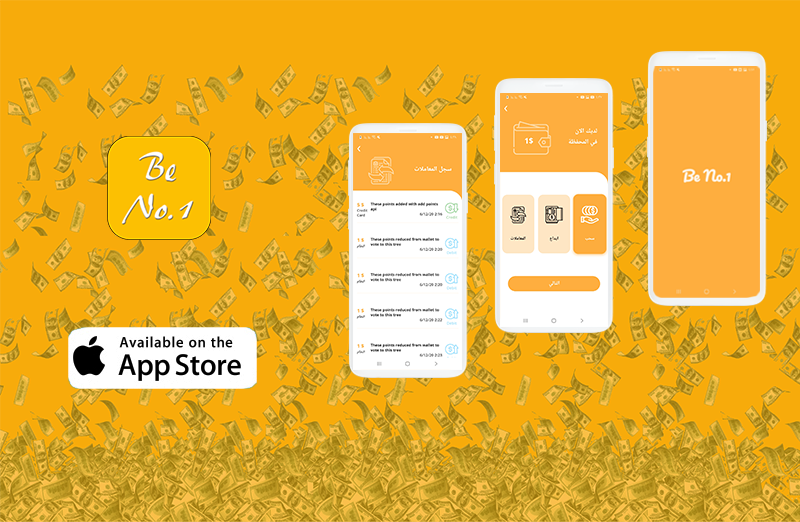 Be
No.1
Available on the
App Store
سجل المعاملات
These points added with add points
api
6/12/20 2:16
5 $
Credit
Card
These points reduced from wallet to
vote to this tree
6/12/20 2:20
1 $
These points reduced from wallet to
vote to this tree
6/12/20 2:20
1 $
These points reduced from wallet to
vote to this tree
6/12/20 2:22
1 $
These points reduced from wallet to
vote to this tree
6/12/20 2:23
1 $
لديك الان
في المحفظة
1$
المعاملات
ايداع
سحب
التالي
Be No.1